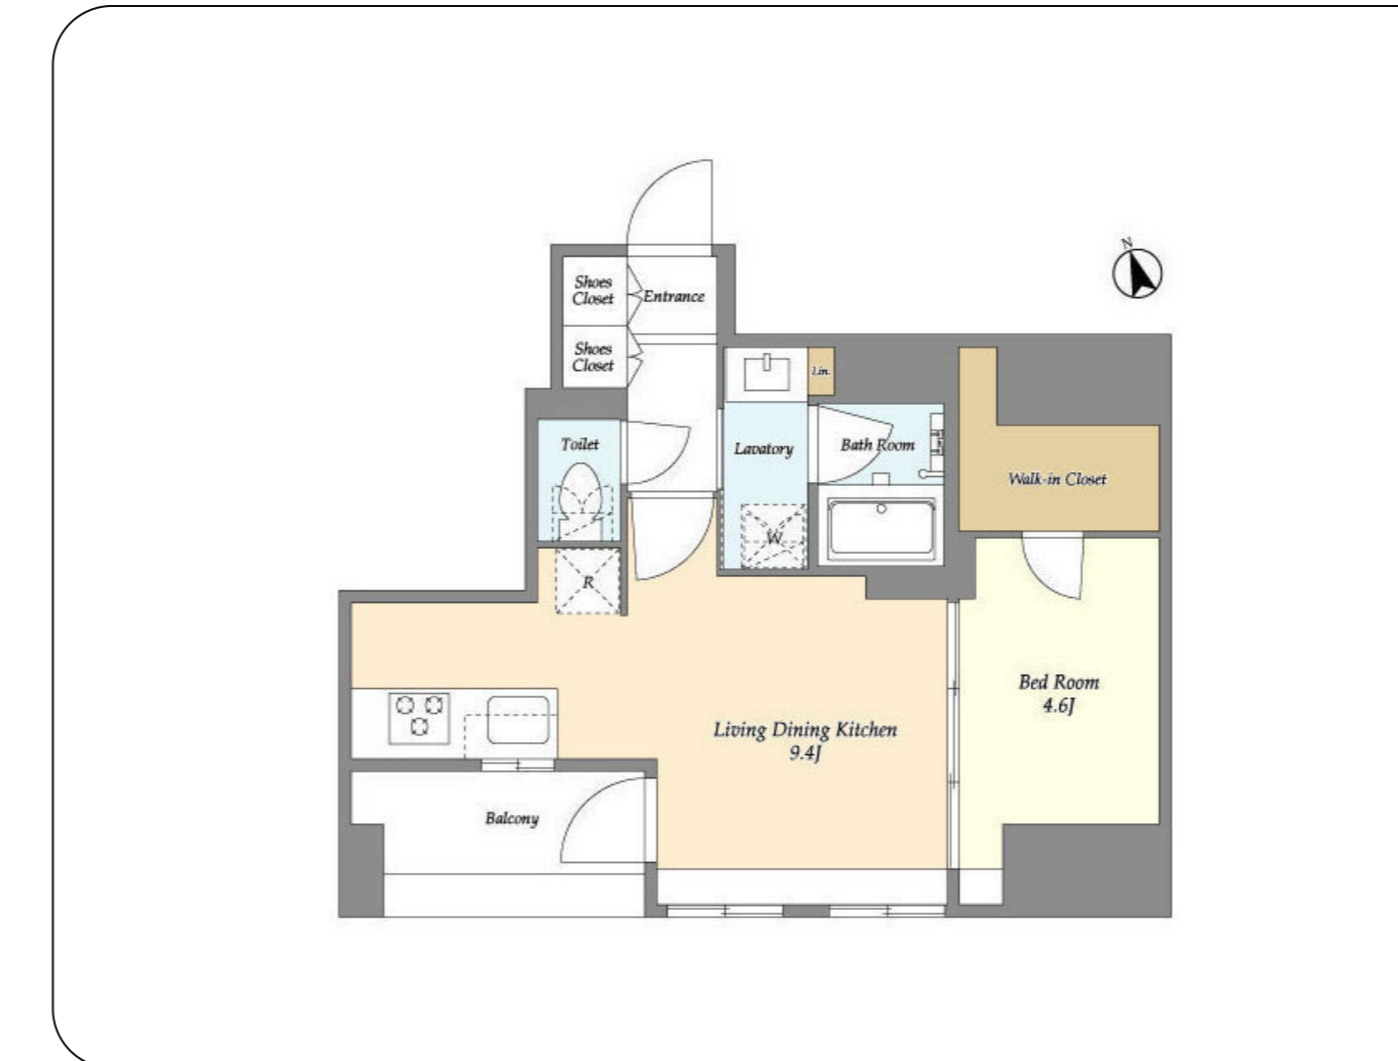 N
Shoes
Closet
Entrance
Shoes
Closet
Lin.
Toilet
Lavatory
Bath Room
Walk-in Closet
W
R
Bed Room
4.6J
Living Dining Kitchen
9.4J
Balcony